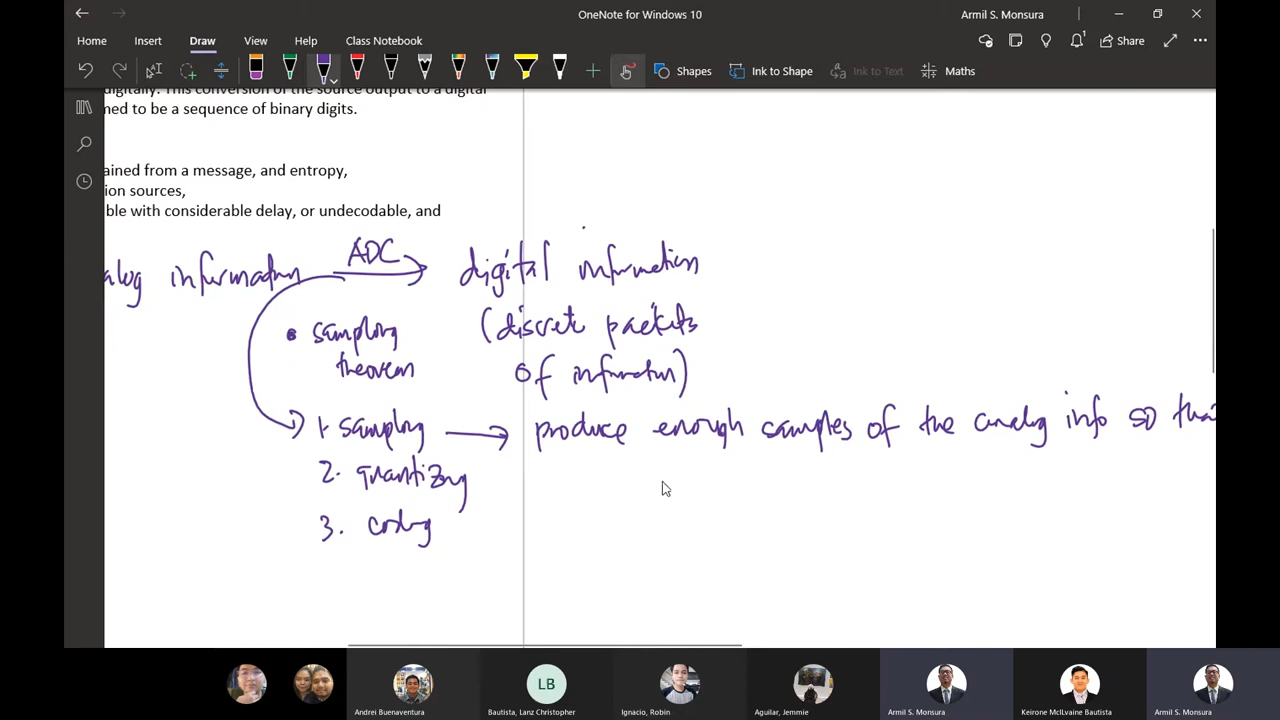 OneNote for Windows 10
Armil S. Monsura
Home Insert Draw View Help Class Notebook
Share
Shapes Ink to Shape Ink to Text Maths
digitally. This conversion of the source output to a digital
med to be a sequence of binary digits.
ained from a message, and entropy,
ion sources,
ble with considerable delay, or undecodable, and
alog information ADC digital information
• sampling (discrete packets
theorem of information)
1. sampling → produce enough samples of the analog info so that
2. quantizing
3. coding
LB
Andrei Buenaventura Bautista, Lanz Christopher Ignacio, Robin Aguilar, Jemmie Armil S. Monsura Keirone McIlvaine Bautista Armil S. Monsura